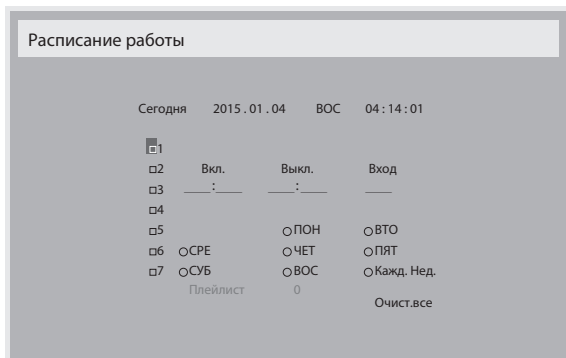 Расписание работы
Сегодня 2015 . 01 . 04 ВОС 04 : 14 : 01
1
2 Вкл. Выкл. Вход
3 ____:____ ____:____ ____
4
5 ПОН ВТО
6 СРЕ ЧЕТ ПЯТ
7 СУБ ВОС Кажд. Нед.
Плейлист 0
Очист.все